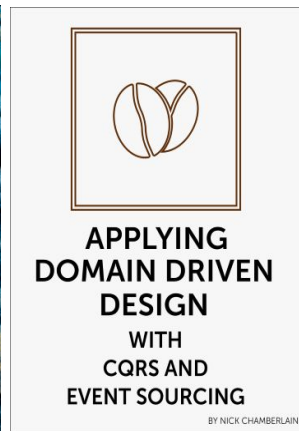 APPLYING
DOMAIN DRIVEN
DESIGN
WITH
CQRS AND
EVENT SOURCING
BY NICK CHAMBERLAIN